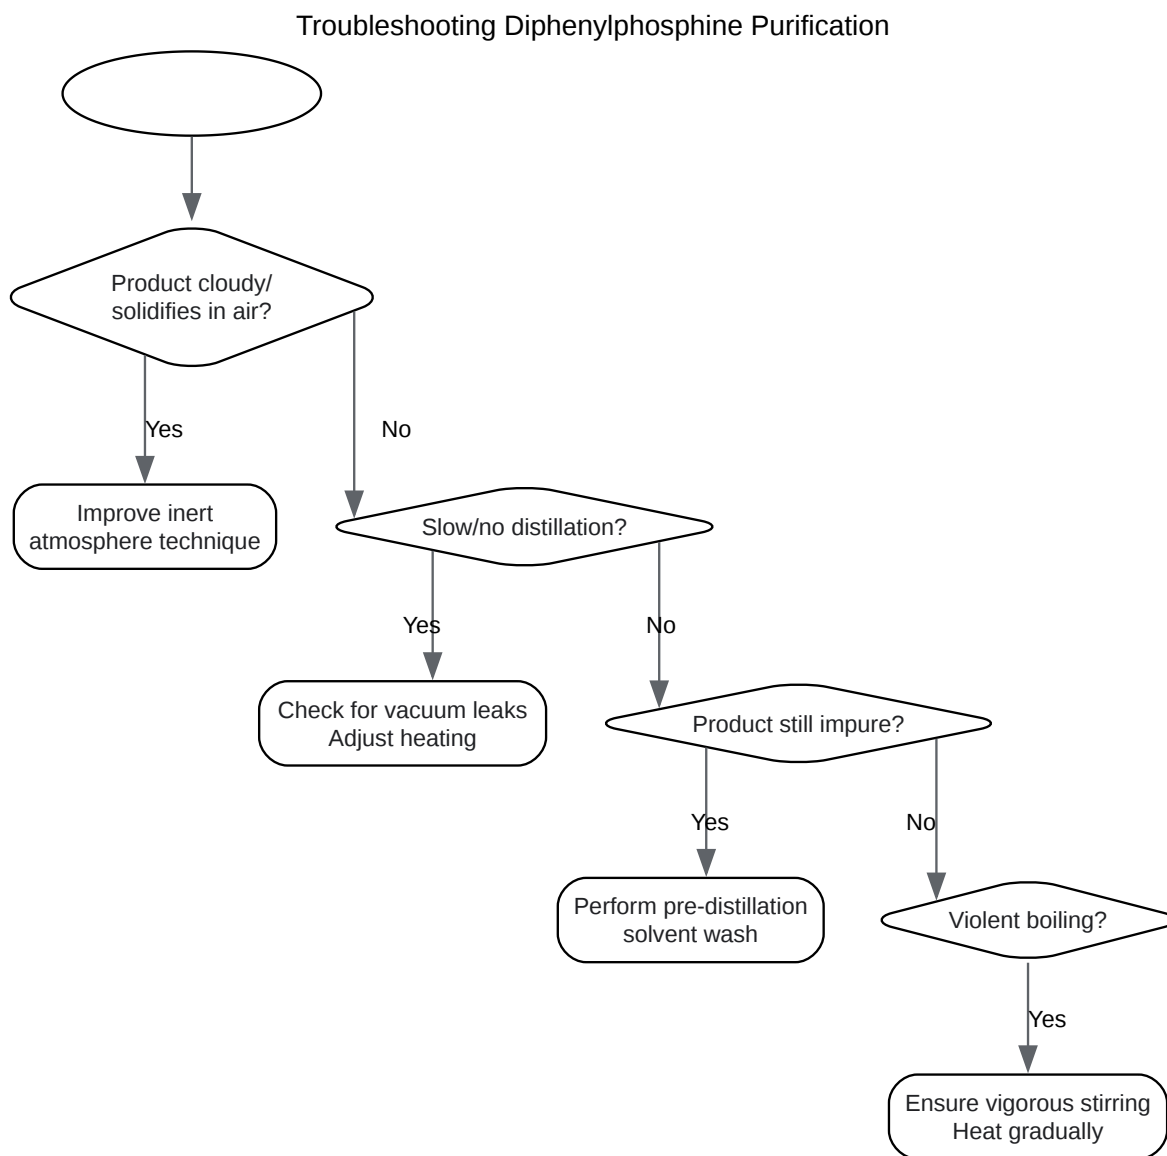 Troubleshooting Diphenylphosphine Purification
Product cloudy/
solidifies in air?
Yes
No
Improve inert
atmosphere technique
Slow/no distillation?
Yes
No
Check for vacuum leaks
Adjust heating
Product still impure?
Yes
No
Perform pre-distillation
solvent wash
Violent boiling?
Yes
Ensure vigorous stirring
Heat gradually